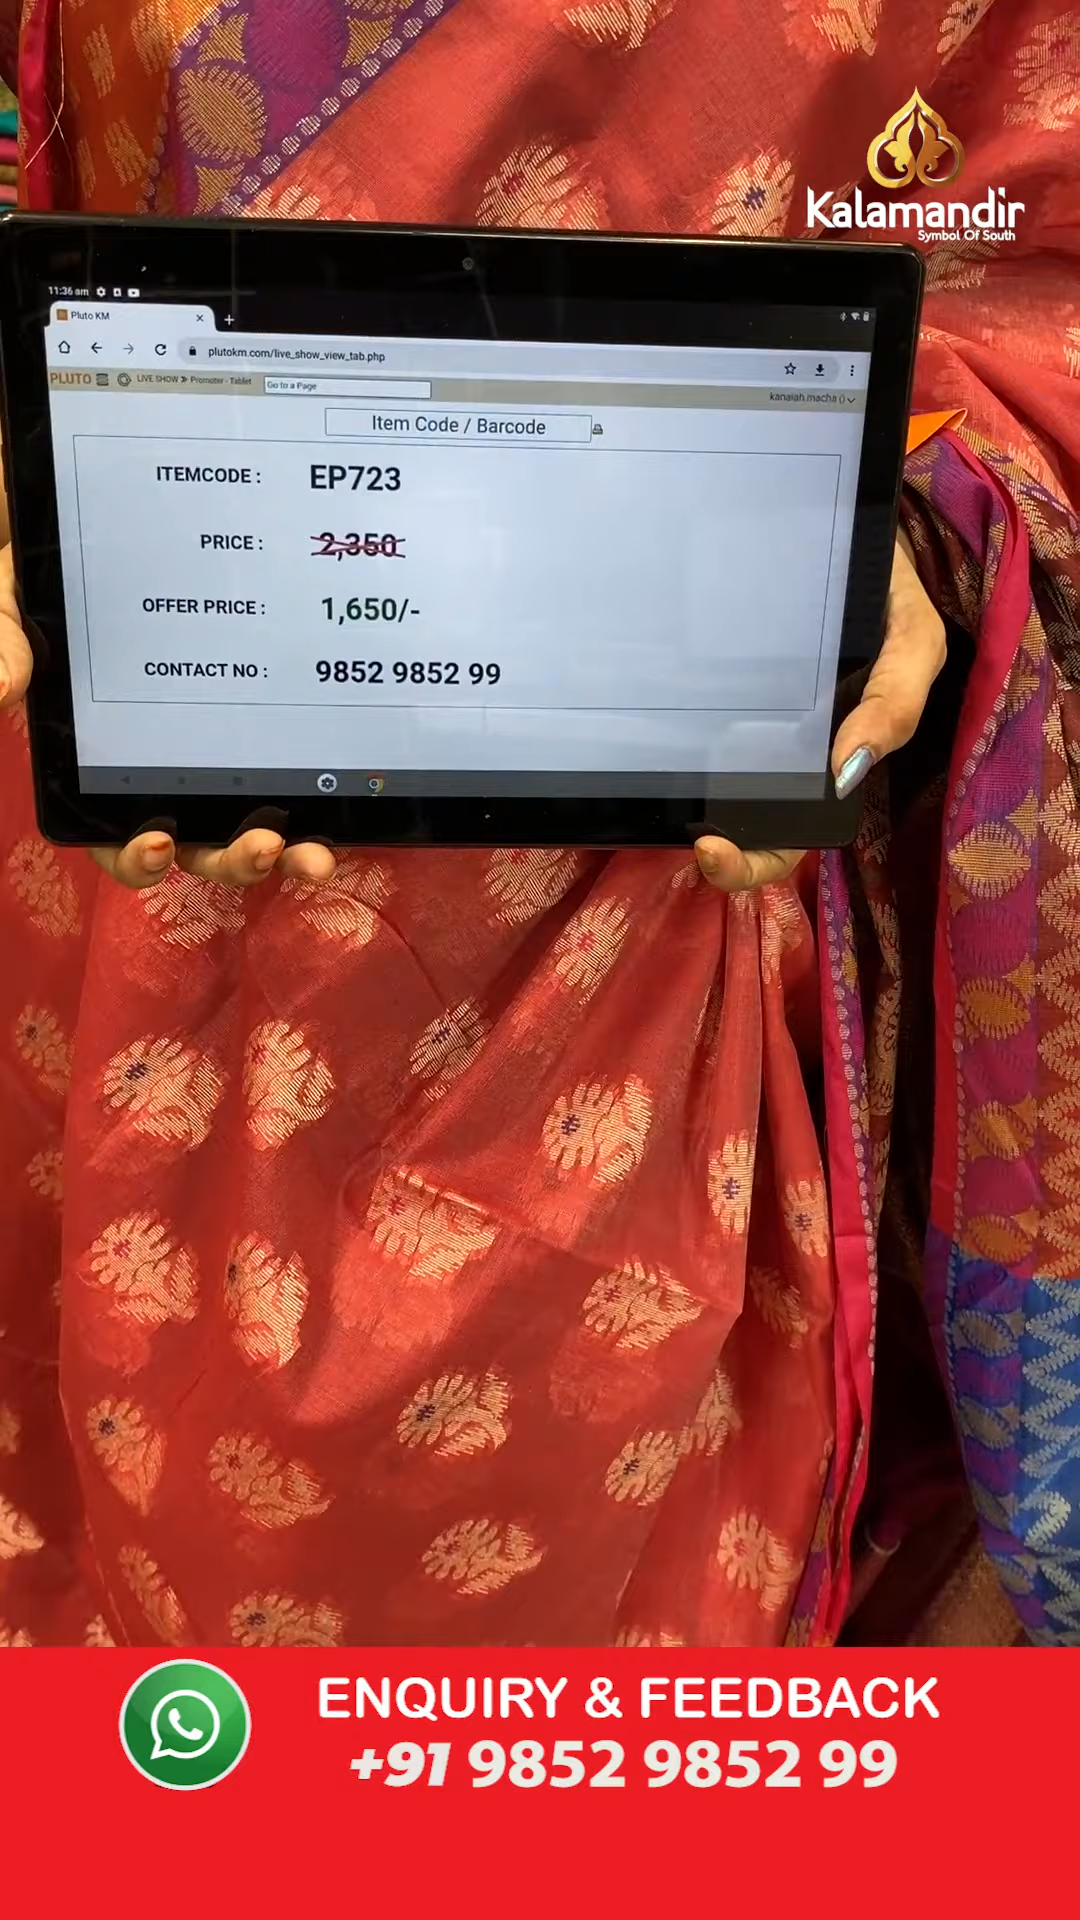 Kalamandir
Symbol Of South
11:36 am
Pluto KM
plutokm.com/live_show_view_tab.php
PLUTO
LIVE SHOW >> Promoter - Tablet
Go to a Page
kanaiah.macha ()
Item Code / Barcode
ITEMCODE : EP723
PRICE : 2,350
OFFER PRICE : 1,650/-
CONTACT NO : 9852 9852 99
ENQUIRY & FEEDBACK
+91 9852 9852 99